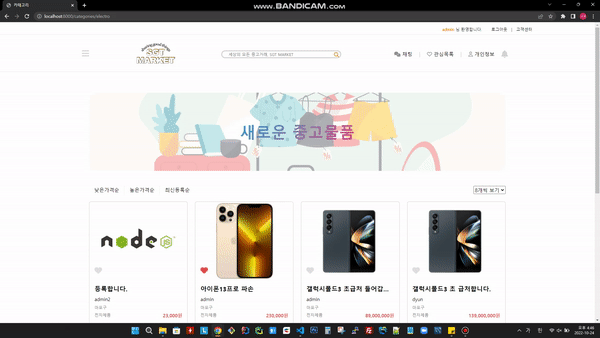 www.BANDICAM.com
카테고리
localhost:8000/categories/electro
admin 님 환영합니다.
로그아웃
고객센터
SGT
MARKET
세상의 모든 중고거래, SGT MARKET
채팅
관심목록
개인정보
새로운 중고물품
낮은가격순
높은가격순
최신등록순
8개씩 보기
node
JS
등록합니다.
admin2
마포구
전자제품
23,000원
아이폰13프로 파손
admin
마포구
전자제품
230,000원
갤럭시폴드3 초급처 들어갑...
admin
마포구
전자제품
89,000,000원
갤럭시폴드3 초 급처합니다.
전자제품
139,000,000원
오후 4:46
2022-10-24